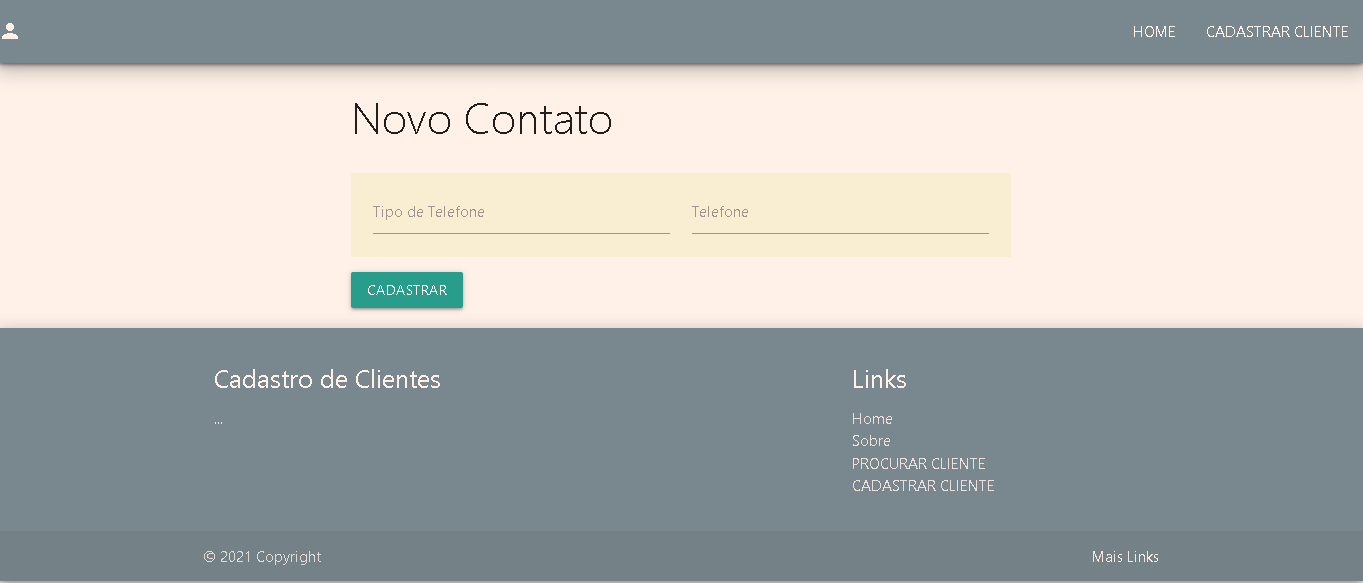 HOME CADASTRAR CLIENTE
Novo Contato
Tipo de Telefone Telefone
CADASTRAR
Cadastro de Clientes
...
Links
Home
Sobre
PROCURAR CLIENTE
CADASTRAR CLIENTE
© 2021 Copyright Mais Links